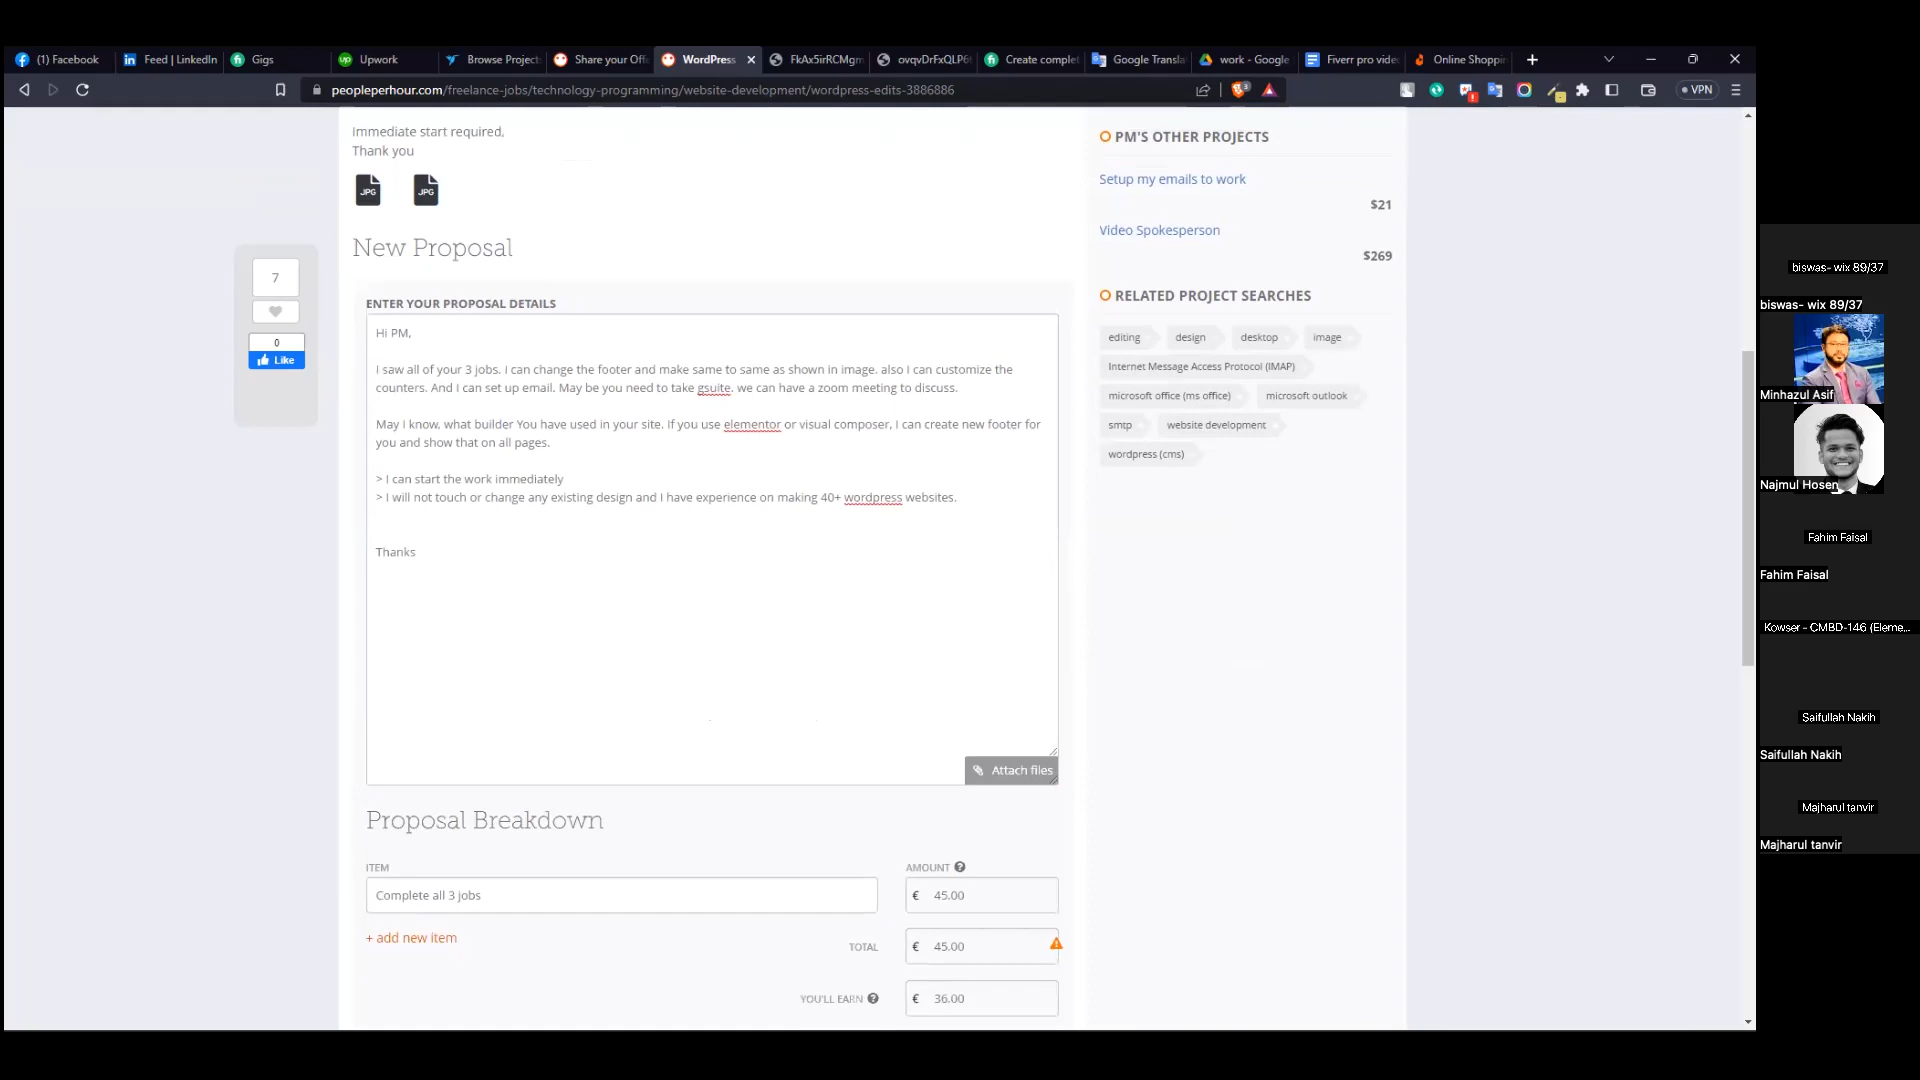 (1) Facebook
Feed | LinkedIn
Gigs
Upwork
Browse Project
Share your Offe
WordPress
FkAx5irRCMgm
ovqvDrFxQLP6t
Create complet
Google Transla
work - Google
Fiverr pro vide
Online Shoppin
peopleperhour.com/freelance-jobs/technology-programming/website-development/wordpress-edits-3886886
VPN
Immediate start required,
Thank you
JPG
JPG
New Proposal
7
0
Like
ENTER YOUR PROPOSAL DETAILS
Hi PM,
I saw all of your 3 jobs. I can change the footer and make same to same as shown in image. also I can customize the
counters. And I can set up email. May be you need to take gsuite. we can have a zoom meeting to discuss.
May I know, what builder You have used in your site. If you use elementor or visual composer, I can create new footer for
you and show that on all pages.
> I can start the work immediately
> I will not touch or change any existing design and I have experience on making 40+ wordpress websites.
Thanks
Attach files
Proposal Breakdown
ITEM
AMOUNT
Complete all 3 jobs
€ 45.00
+ add new item
TOTAL
€ 45.00
YOU'LL EARN
€ 36.00
PM'S OTHER PROJECTS
Setup my emails to work
$21
Video Spokesperson
$269
RELATED PROJECT SEARCHES
editing
design
desktop
image
Internet Message Access Protocol (IMAP)
microsoft office (ms office)
microsoft outlook
smtp
website development
wordpress (cms)
biswas- wix 89/37
biswas- wix 89/37
Minhazul Asif
Najmul Hosen
Fahim Faisal
Fahim Faisal
Kowser - CMBD-146 (Eleme...
Saifullah Nakih
Saifullah Nakih
Majharul tanvir
Majharul tanvir